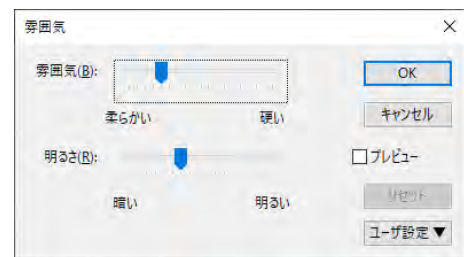 雰囲気
雰囲気(B):
OK
柔らかい 硬い
キャンセル
明るさ(R):
プレビュー
暗い 明るい
リセット
ユーザ設定▼